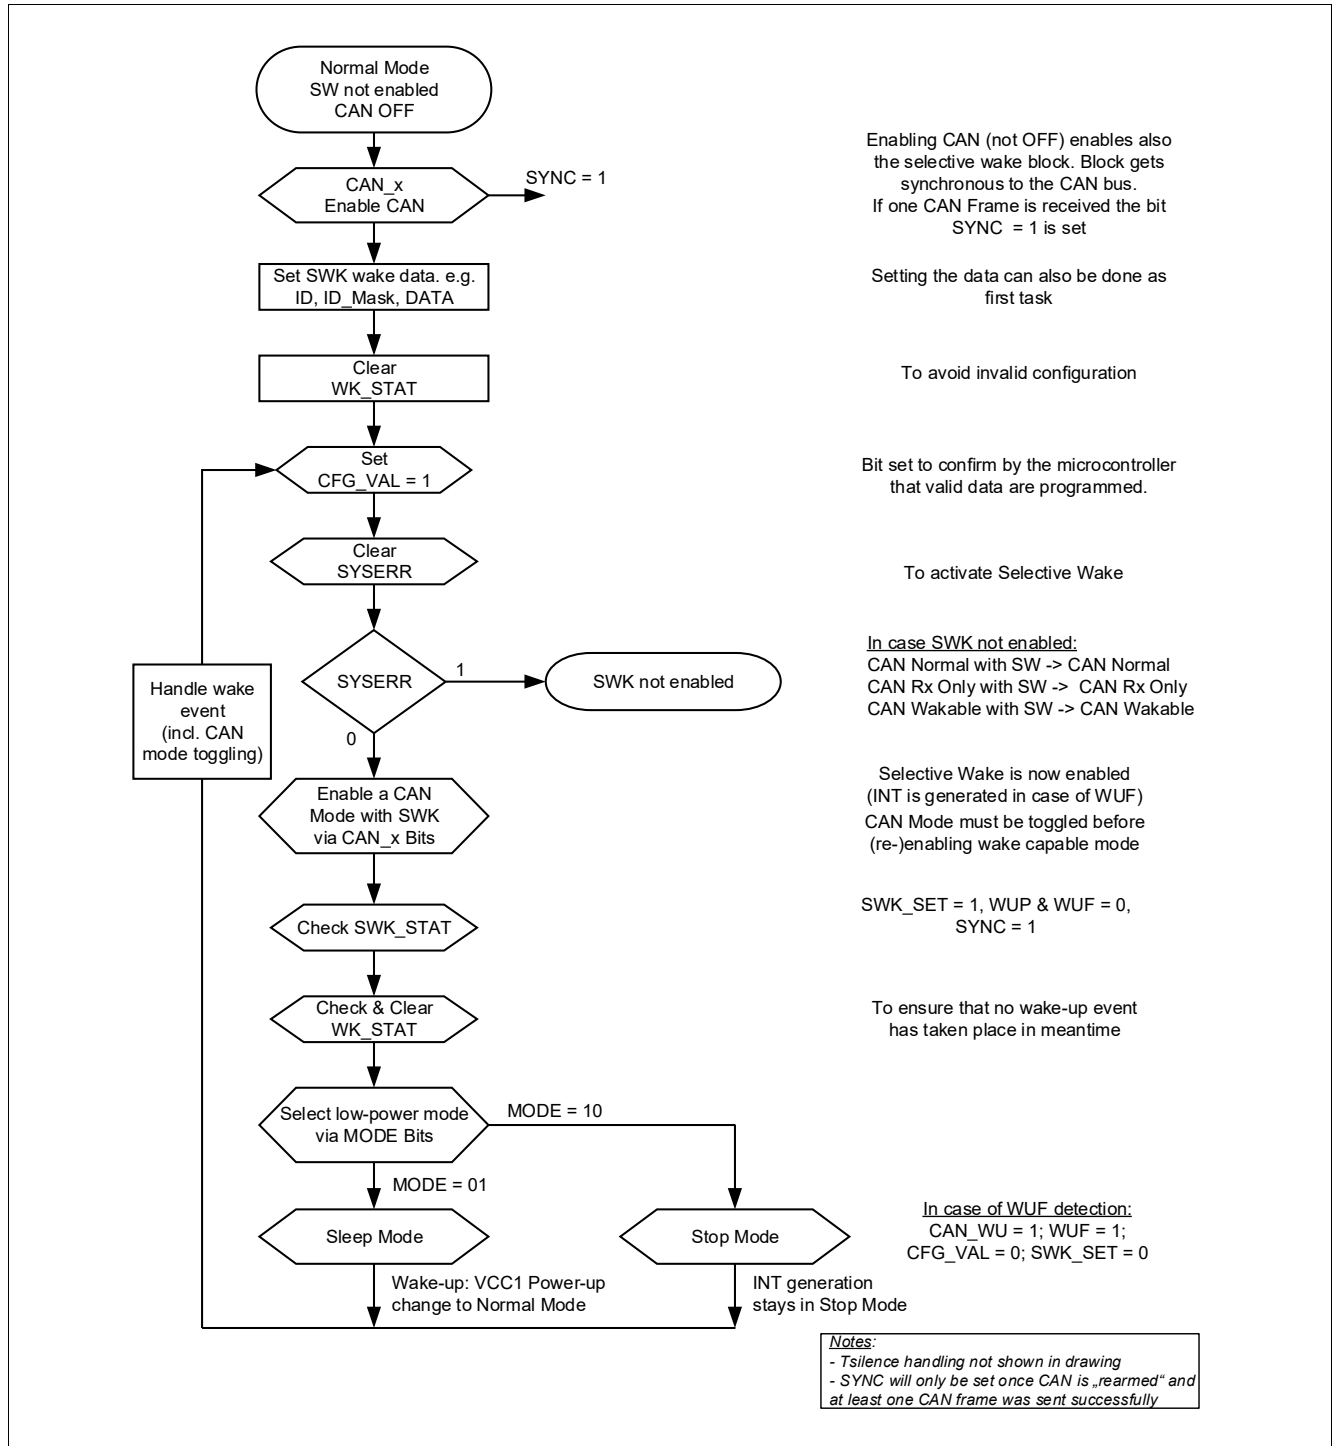 Normal Mode
SW not enabled
CAN OFF
CAN_x
Enable CAN
SYNC = 1
Enabling CAN (not OFF) enables also
the selective wake block. Block gets
synchronous to the CAN bus.
If one CAN Frame is received the bit
SYNC = 1 is set
Set SWK wake data. e.g.
ID, ID_Mask, DATA
Setting the data can also be done as
first task
Clear
WK_STAT
To avoid invalid configuration
Set
CFG_VAL = 1
Bit set to confirm by the microcontroller
that valid data are programmed.
Clear
SYSERR
To activate Selective Wake
SYSERR
1
0
SWK not enabled
In case SWK not enabled:
CAN Normal with SW -> CAN Normal
CAN Rx Only with SW -> CAN Rx Only
CAN Wakable with SW -> CAN Wakable
Handle wake
event
(incl. CAN
mode toggling)
Enable a CAN
Mode with SWK
via CAN_x Bits
Selective Wake is now enabled
(INT is generated in case of WUF)
CAN Mode must be toggled before
(re-)enabling wake capable mode
Check SWK_STAT
SWK_SET = 1, WUP & WUF = 0,
SYNC = 1
Check & Clear
WK_STAT
To ensure that no wake-up event
has taken place in meantime
Select low-power mode
via MODE Bits
MODE = 10
MODE = 01
Sleep Mode
Stop Mode
In case of WUF detection:
CAN_WU = 1; WUF = 1;
CFG_VAL = 0; SWK_SET = 0
Wake-up: VCC1 Power-up
change to Normal Mode
INT generation
stays in Stop Mode
Notes:
- Tsilence handling not shown in drawing
- SYNC will only be set once CAN is „rearmed“ and
at least one CAN frame was sent successfully